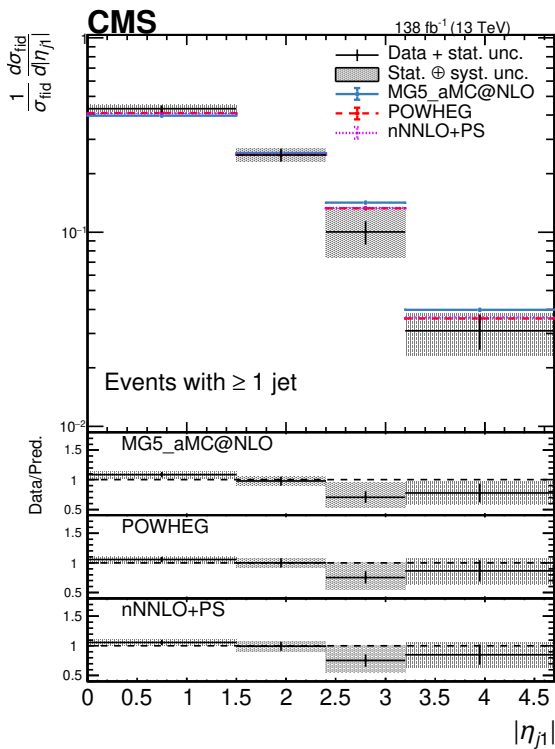 CMS
138 fb⁻¹ (13 TeV)
1/σ_fid dσ_fid/d|η_j1|
1
10⁻¹
10⁻²
Data + stat. unc.
Stat. ⊕ syst. unc.
MG5_aMC@NLO
POWHEG
nNNLO+PS
Events with ≥ 1 jet
Data/Pred.
MG5_aMC@NLO
1.5
1
0.5
POWHEG
1.5
1
0.5
nNNLO+PS
1.5
1
0.5
0 0.5 1 1.5 2 2.5 3 3.5 4 4.5
|η_j1|